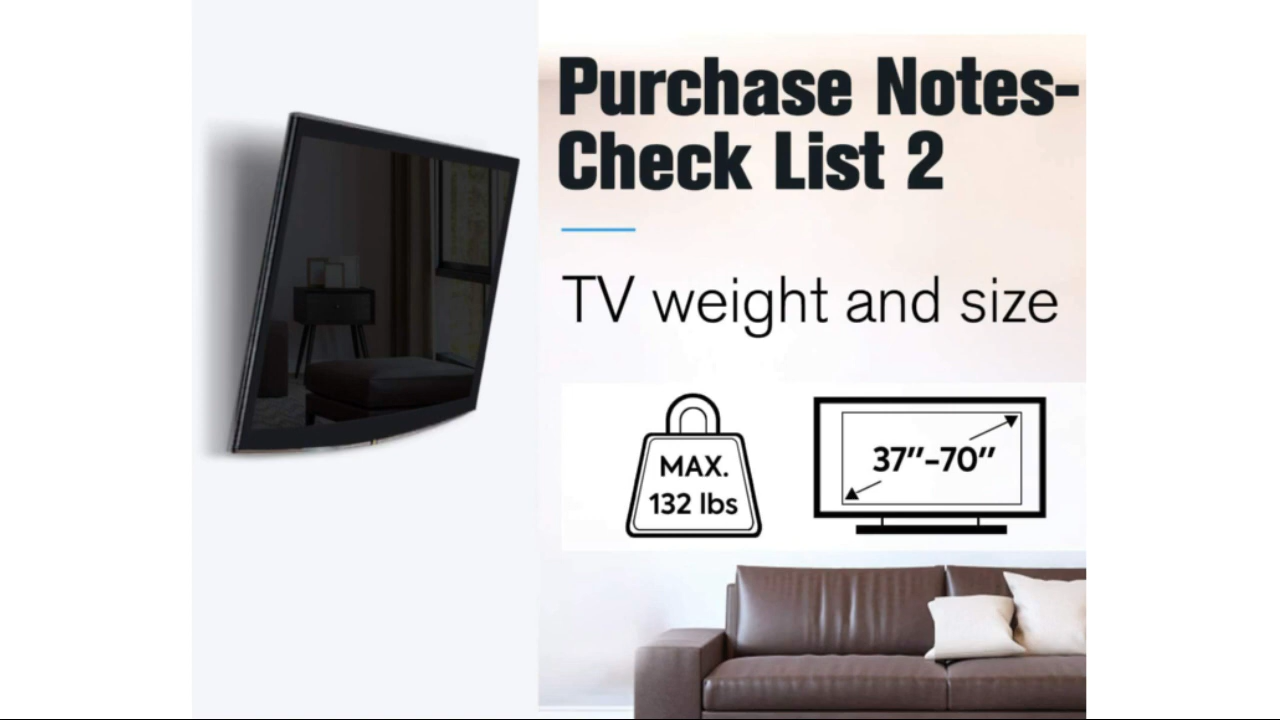 Purchase Notes-
Check List 2
TV weight and size
MAX.
132 lbs
37″-70″